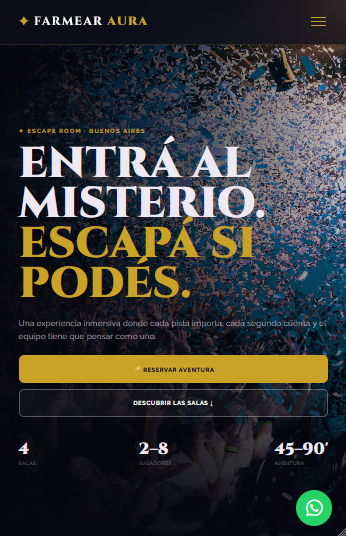 ✦ FARMEAR AURA
✦ ESCAPE ROOM · BUENOS AIRES
ENTRÁ AL
MISTERIO.
ESCAPÁ SI
PODÉS.
Una experiencia inmersiva donde cada pista importa, cada segundo cuenta y el
equipo tiene que pensar como uno.
🔑 RESERVAR AVENTURA
DESCUBRIR LAS SALAS ↓
4 2–8 45–90′
SALAS JUGADORES AVENTURA